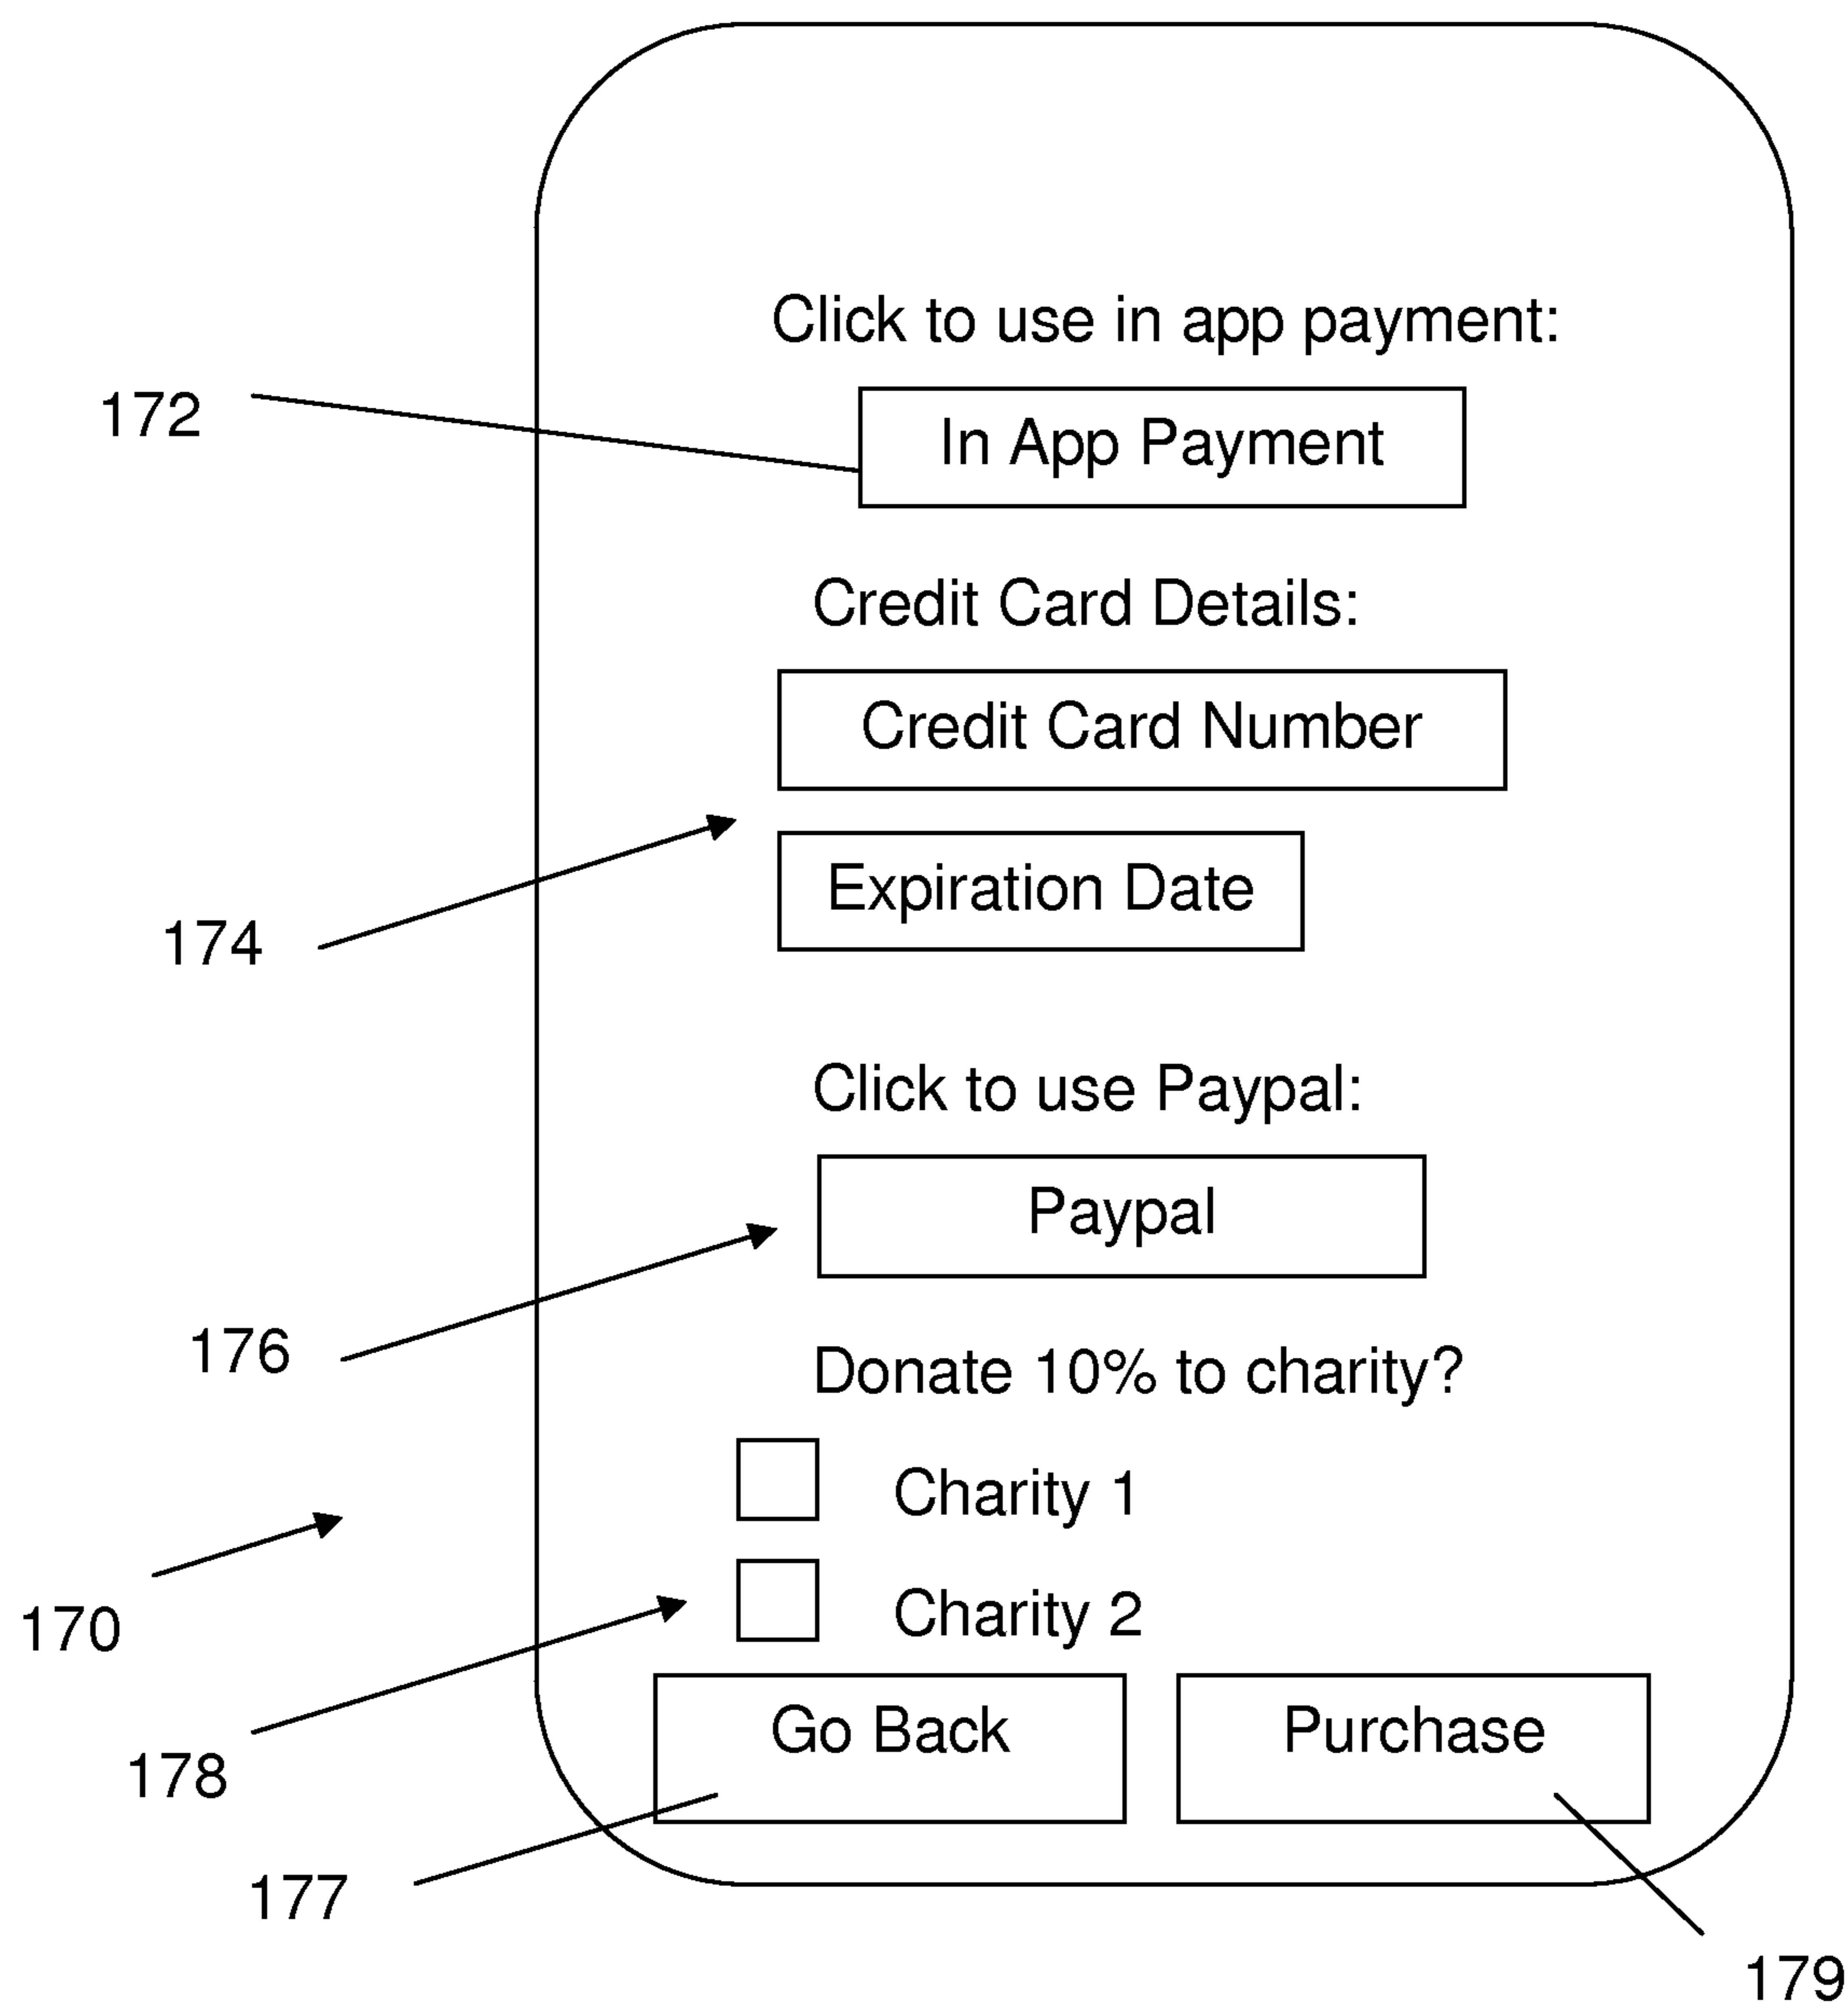 Click to use in app payment:
172
In App Payment
Credit Card Details:
Credit Card Number
174
Expiration Date
Click to use Paypal:
Paypal
176
Donate 10% to charity?
Charity 1
170
Charity 2
178
Go Back
Purchase
177
179